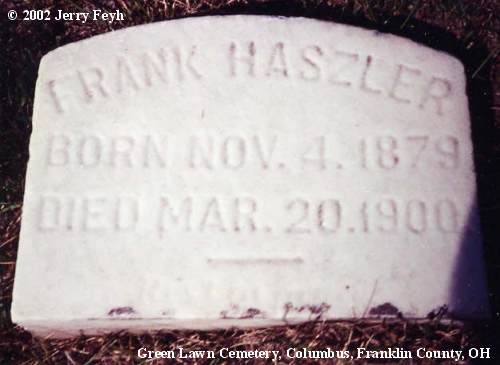 © 2002 Jerry Feyh
FRANK HASZLER
BORN NOV. 4. 1879
DIED MAR. 20. 1900.
Green Lawn Cemetery, Columbus, Franklin County, OH